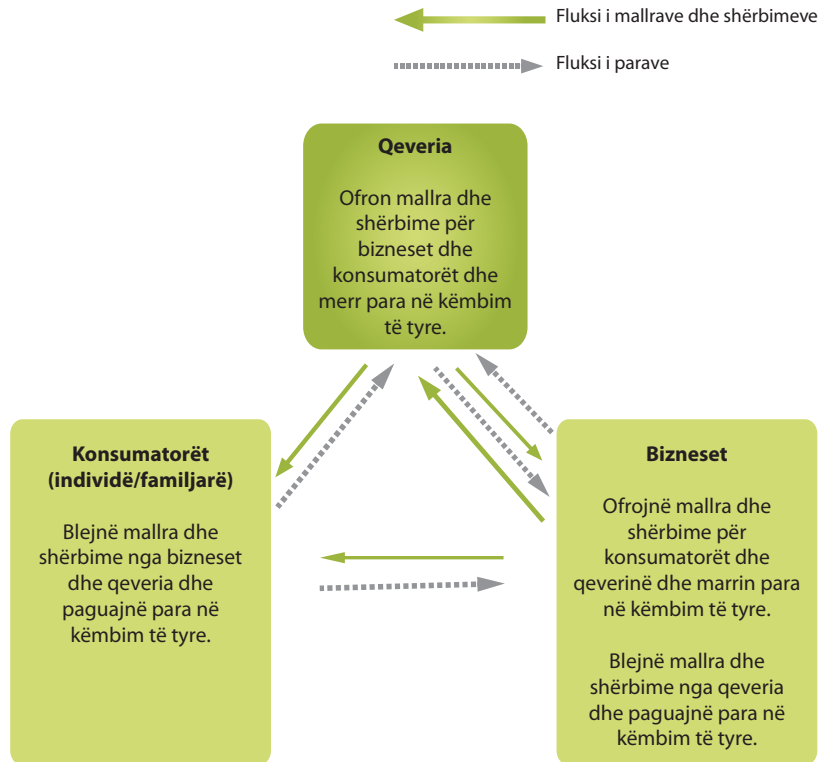 Fluksi i mallrave dhe shërbimeve
Fluksi i parave
Qeveria
Ofron mallra dhe
shërbime për
bizneset dhe
konsumatorët dhe
merr para në këmbim
të tyre.
Konsumatorët
(individë/familjarë)
Blejnë mallra dhe
shërbime nga bizneset
dhe qeveria dhe
paguajnë para në
këmbim të tyre.
Bizneset
Ofrojnë mallra dhe
shërbime për
konsumatorët dhe
qeverinë dhe marrin para
në këmbim të tyre.
Blejnë mallra dhe
shërbime nga qeveria
dhe paguajnë para në
këmbim të tyre.